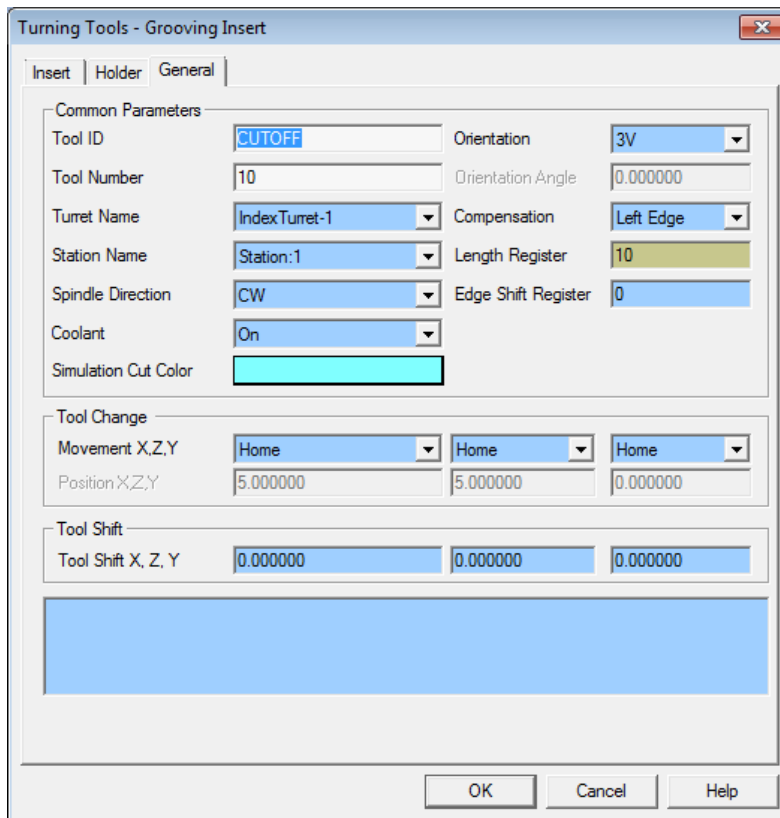 Turning Tools - Grooving Insert
Insert Holder General
Common Parameters
Tool ID CUTOFF Orientation 3V
Tool Number 10 Orientation Angle 0.000000
Turret Name IndexTurret-1 Compensation Left Edge
Station Name Station:1 Length Register 10
Spindle Direction CW Edge Shift Register 0
Coolant On
Simulation Cut Color
Tool Change
Movement X,Z,Y Home Home Home
Position X,Z,Y 5.000000 5.000000 0.000000
Tool Shift
Tool Shift X, Z, Y 0.000000 0.000000 0.000000
OK Cancel Help